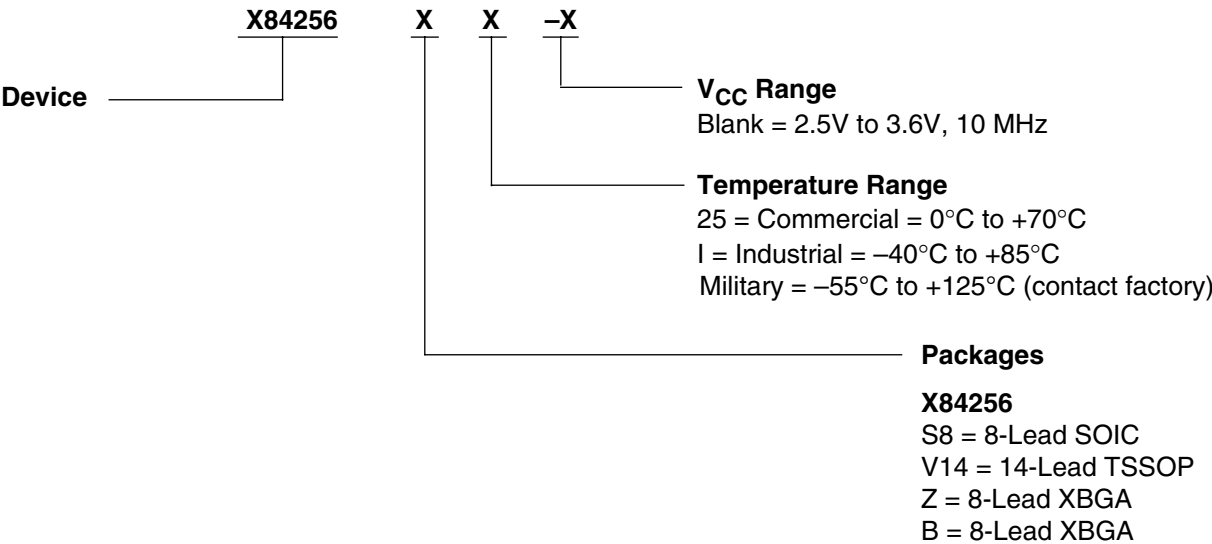 X84256 X X –X
Device
VCC Range
Blank = 2.5V to 3.6V, 10 MHz
Temperature Range
25 = Commercial = 0°C to +70°C
I = Industrial = –40°C to +85°C
Military = –55°C to +125°C (contact factory)
Packages
X84256
S8 = 8-Lead SOIC
V14 = 14-Lead TSSOP
Z = 8-Lead XBGA
B = 8-Lead XBGA